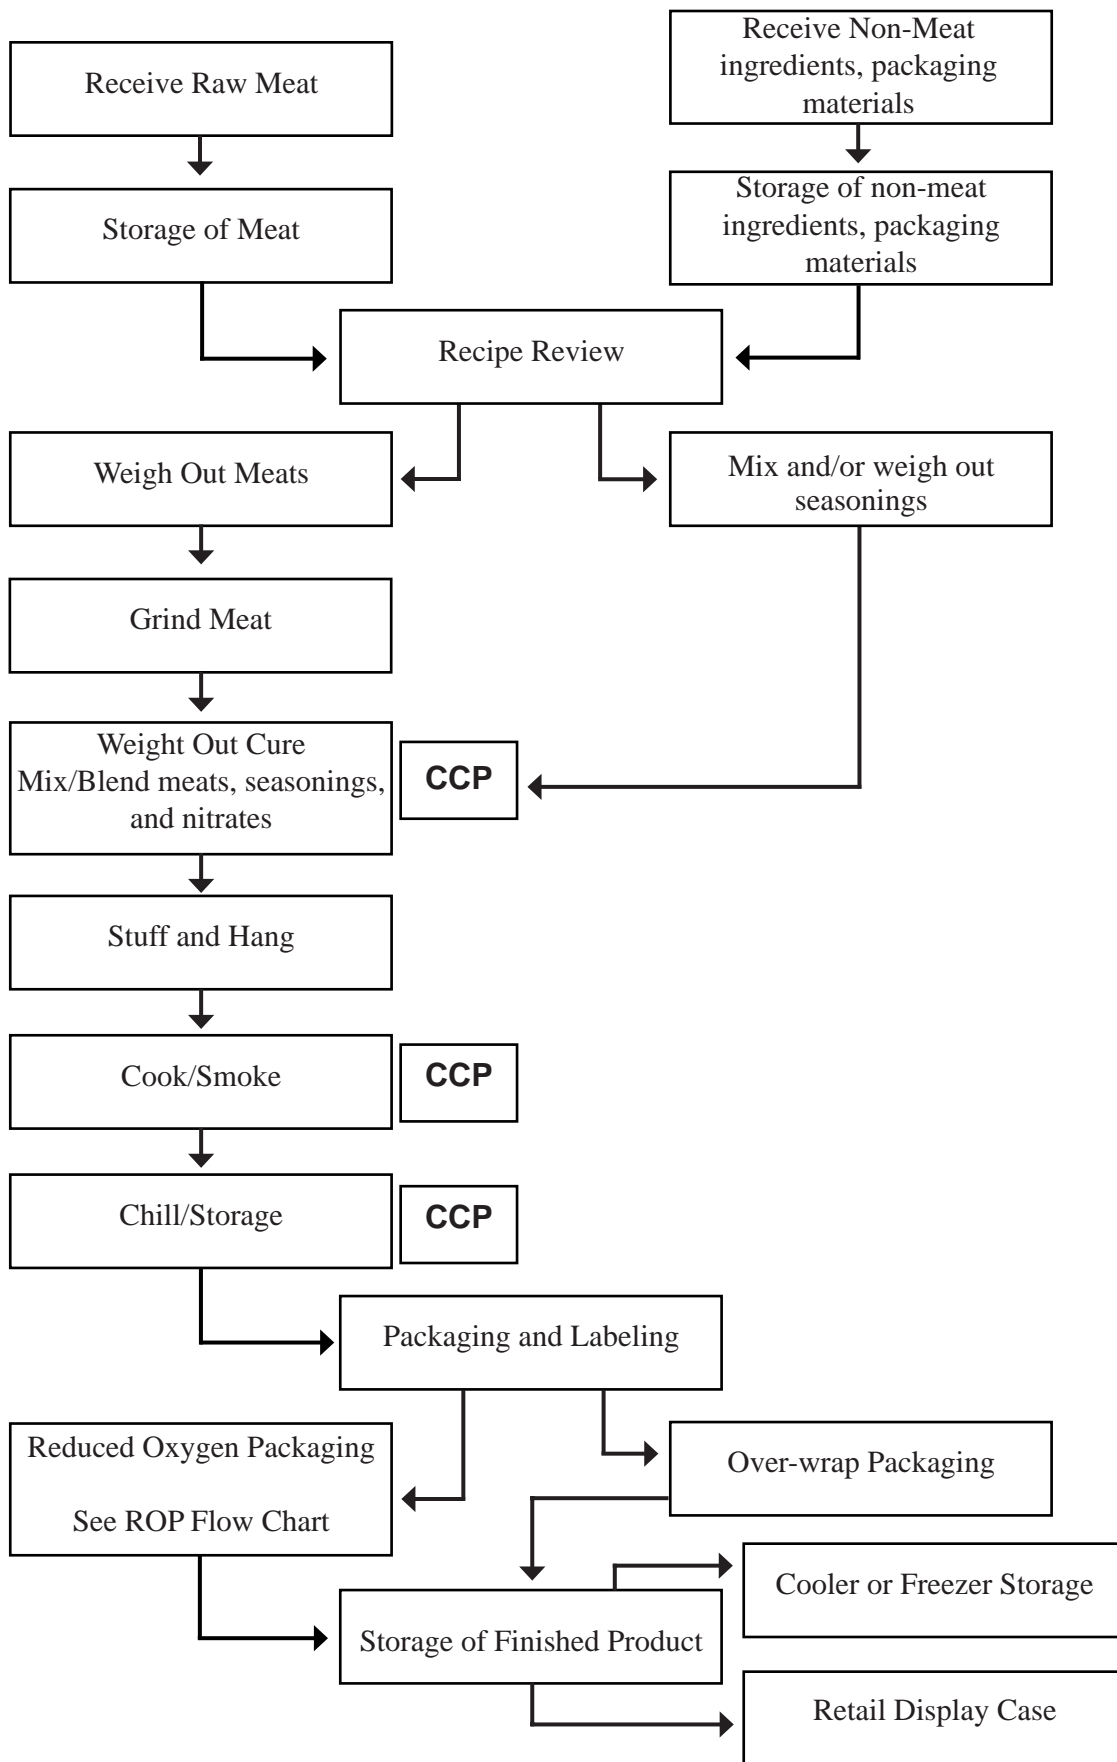 Receive Raw Meat
Receive Non-Meat
ingredients, packaging
materials
Storage of Meat
Storage of non-meat
ingredients, packaging
materials
Recipe Review
Weigh Out Meats
Mix and/or weigh out
seasonings
Grind Meat
Weight Out Cure
Mix/Blend meats, seasonings,
and nitrates
CCP
Stuff and Hang
Cook/Smoke
CCP
Chill/Storage
CCP
Packaging and Labeling
Reduced Oxygen Packaging
See ROP Flow Chart
Over-wrap Packaging
Cooler or Freezer Storage
Storage of Finished Product
Retail Display Case